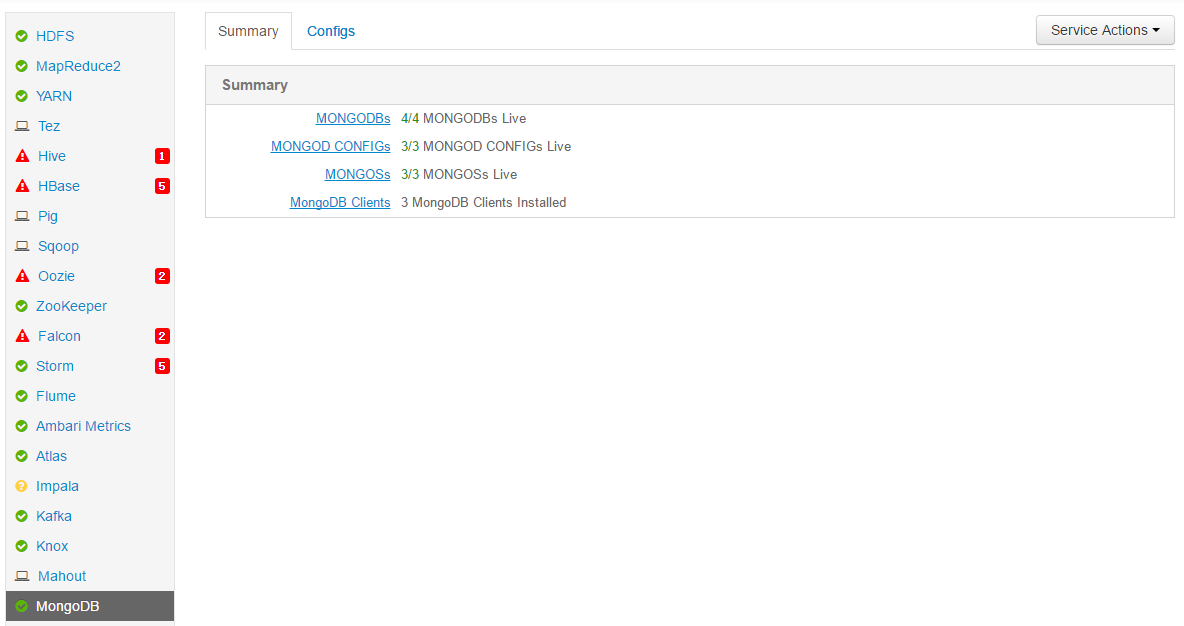 HDFS
MapReduce2
YARN
Tez
Hive 1
HBase 5
Pig
Sqoop
Oozie 2
ZooKeeper
Falcon 2
Storm 5
Flume
Ambari Metrics
Atlas
Impala
Kafka
Knox
Mahout
MongoDB
Summary Configs Service Actions
Summary
MONGODBs 4/4 MONGODBs Live
MONGOD CONFIGs 3/3 MONGOD CONFIGs Live
MONGOSs 3/3 MONGOSs Live
MongoDB Clients 3 MongoDB Clients Installed